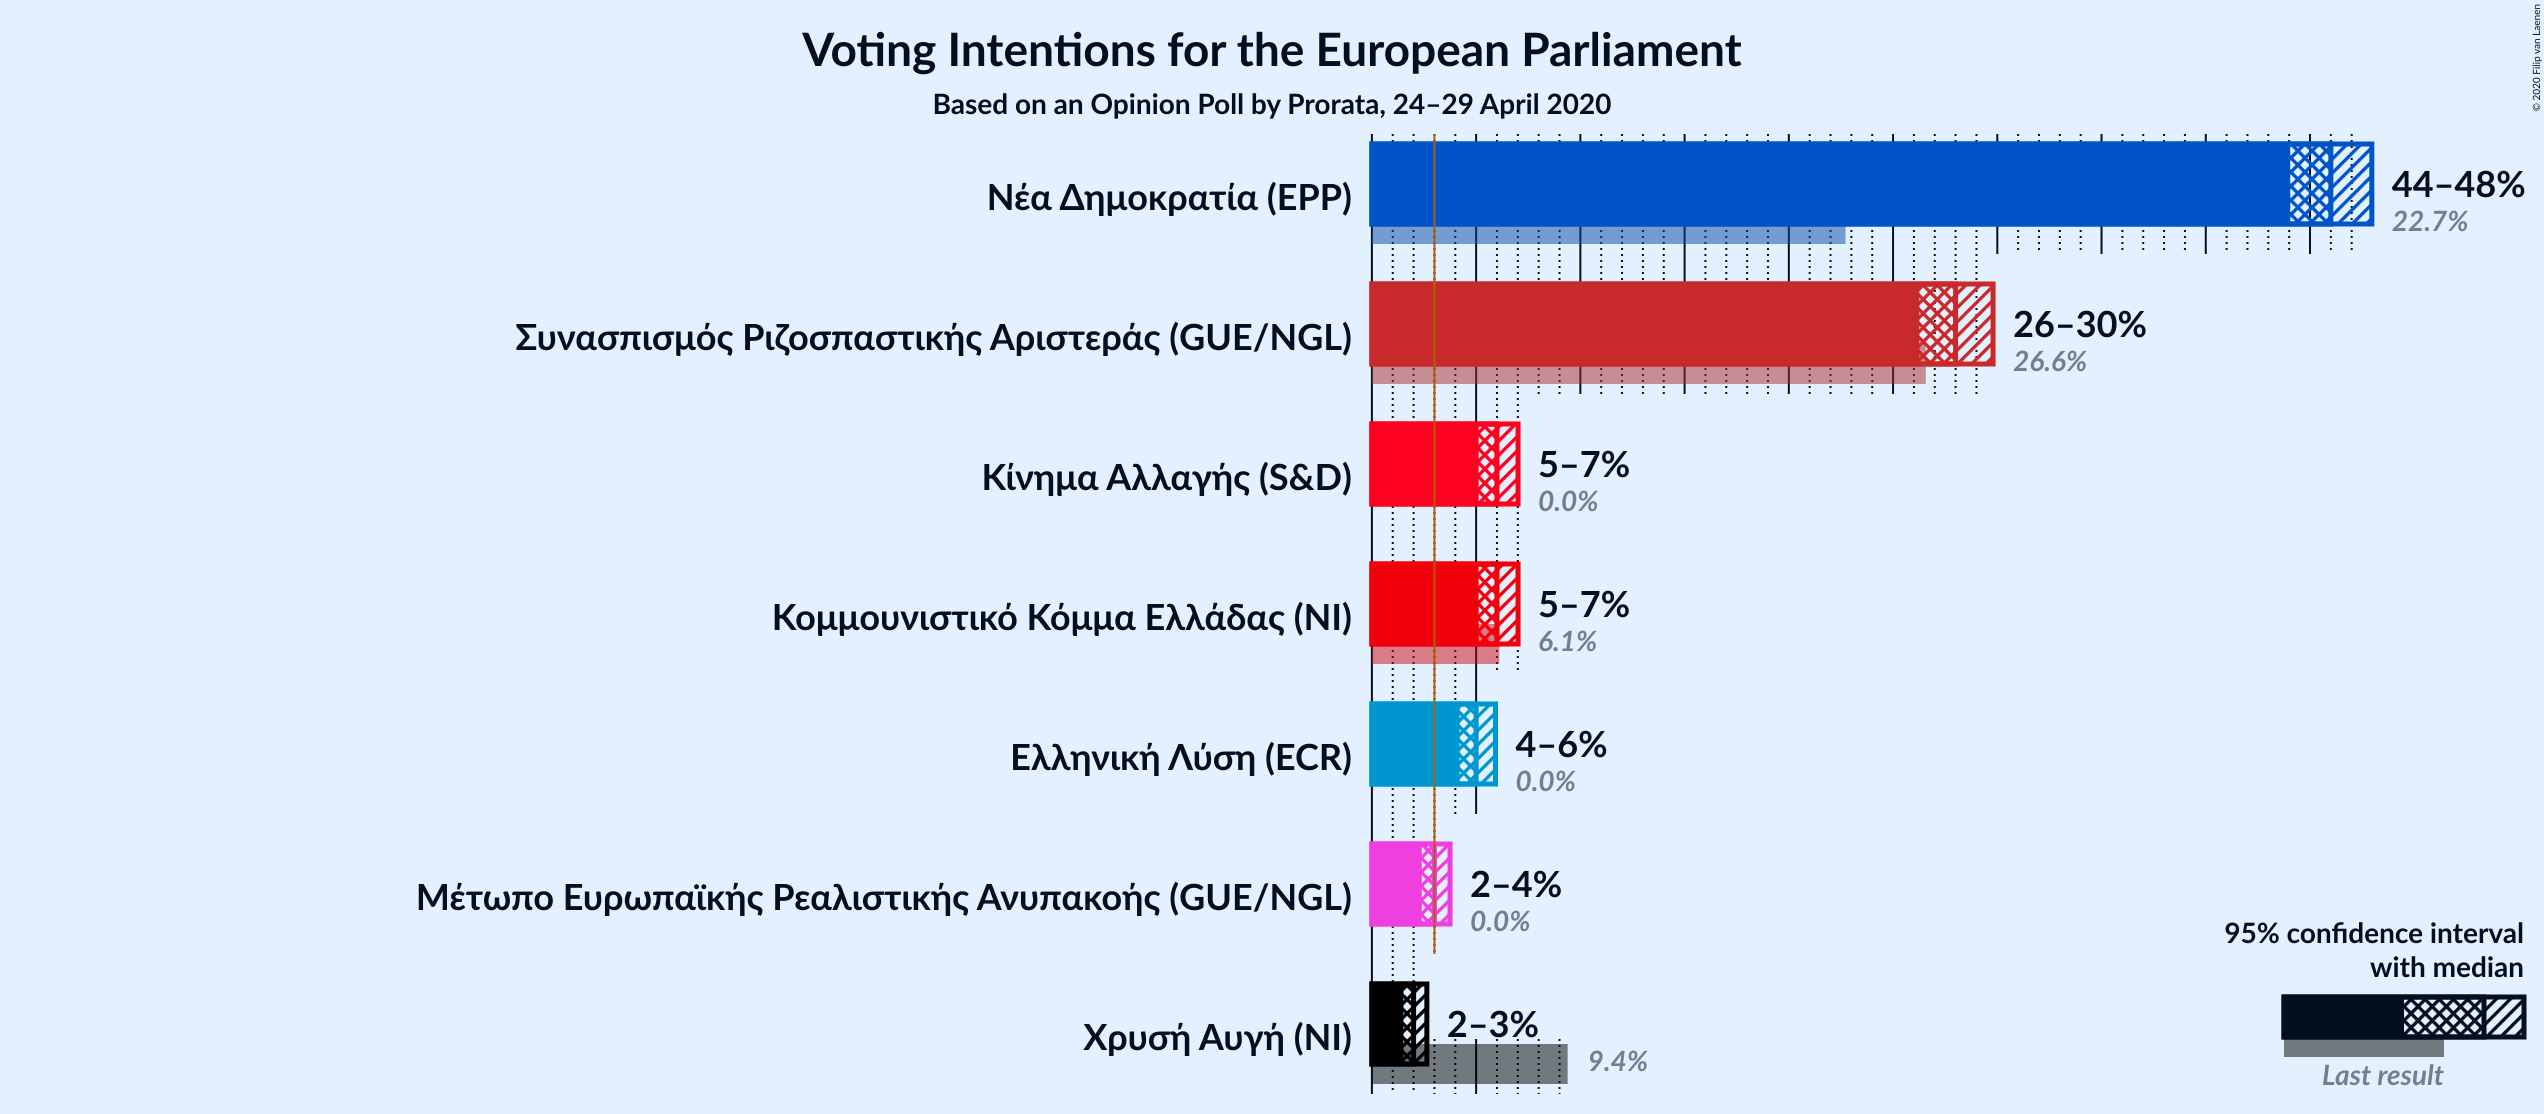 Voting Intentions for the European Parliament
Based on an Opinion Poll by Prorata, 24–29 April 2020
© 2020 Filip van Laenen
Νέα Δημοκρατία (EPP)
44–48%
22.7%
Συνασπισμός Ριζοσπαστικής Αριστεράς (GUE/NGL)
26–30%
26.6%
Κίνημα Αλλαγής (S&D)
5–7%
0.0%
Κομμουνιστικό Κόμμα Ελλάδας (NI)
5–7%
6.1%
Ελληνική Λύση (ECR)
4–6%
0.0%
Μέτωπο Ευρωπαϊκής Ρεαλιστικής Ανυπακοής (GUE/NGL)
2–4%
0.0%
Χρυσή Αυγή (NI)
2–3%
9.4%
95% confidence interval
with median
Last result